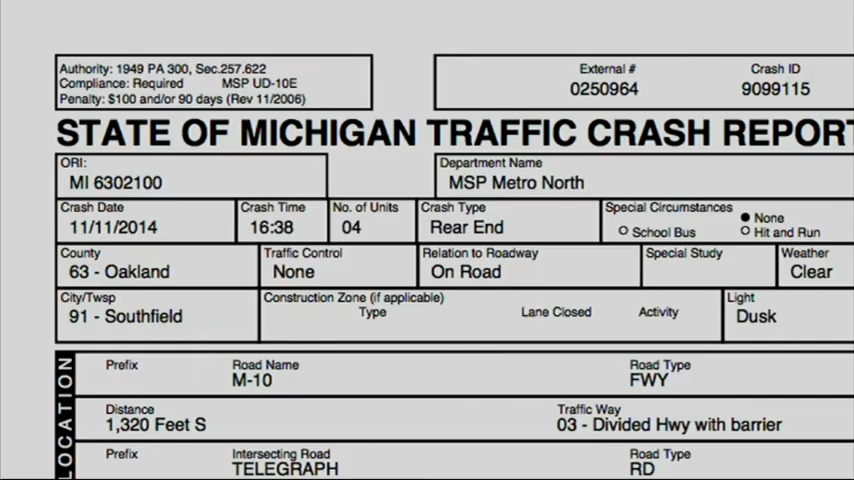 Authority: 1949 PA 300, Sec.257.622
Compliance: Required MSP UD-10E
Penalty: $100 and/or 90 days (Rev 11/2006)
External # Crash ID
0250964 9099115
STATE OF MICHIGAN TRAFFIC CRASH REPORT
ORI: Department Name
MI 6302100 MSP Metro North
Crash Date Crash Time No. of Units Crash Type Special Circumstances
None
11/11/2014 16:38 04 Rear End School Bus Hit and Run
County Traffic Control Relation to Roadway Special Study Weather
63 - Oakland None On Road Clear
City/Twsp Construction Zone (if applicable) Light
Type Lane Closed Activity
91 - Southfield Dusk
LOCATION
Prefix Road Name Road Type
M-10 FWY
Distance Traffic Way
1,320 Feet S 03 - Divided Hwy with barrier
Prefix Intersecting Road Road Type
TELEGRAPH RD